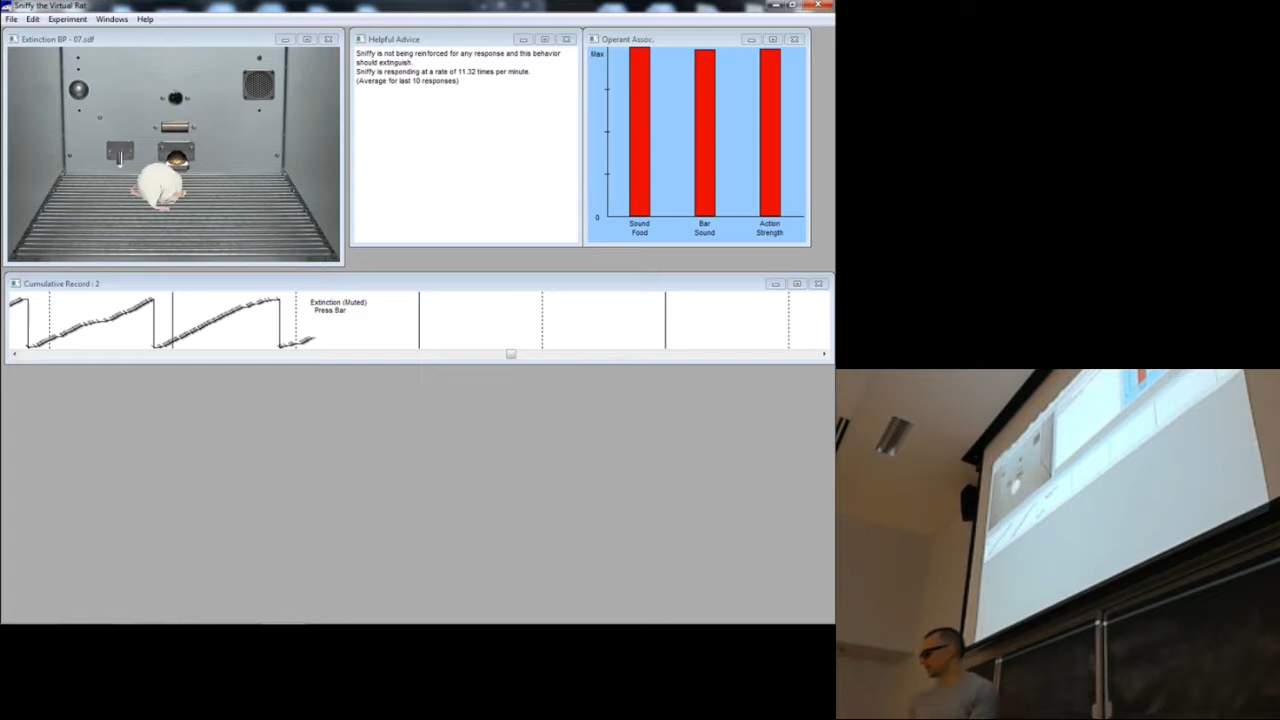 Sniffy the Virtual Rat
File Edit Experiment Windows Help
Extinction BP - 07.sdf
Helpful Advice
Sniffy is not being reinforced for any response and this behavior
should extinguish.
Sniffy is responding at a rate of 11.32 times per minute.
(Average for last 10 responses)
Operant Assoc.
Max
0
Sound
Food
Bar
Sound
Action
Strength
Cumulative Record : 2
Extinction (Muted)
Press Bar